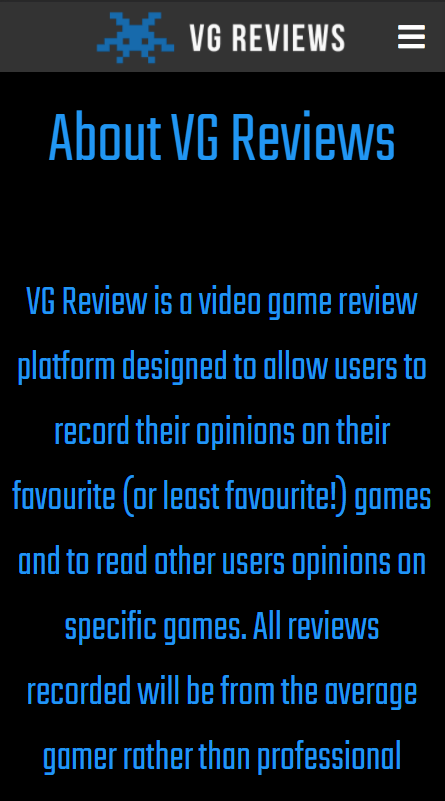 VG REVIEWS
About VG Reviews
VG Review is a video game review
platform designed to allow users to
record their opinions on their
favourite (or least favourite!) games
and to read other users opinions on
specific games. All reviews
recorded will be from the average
gamer rather than professional